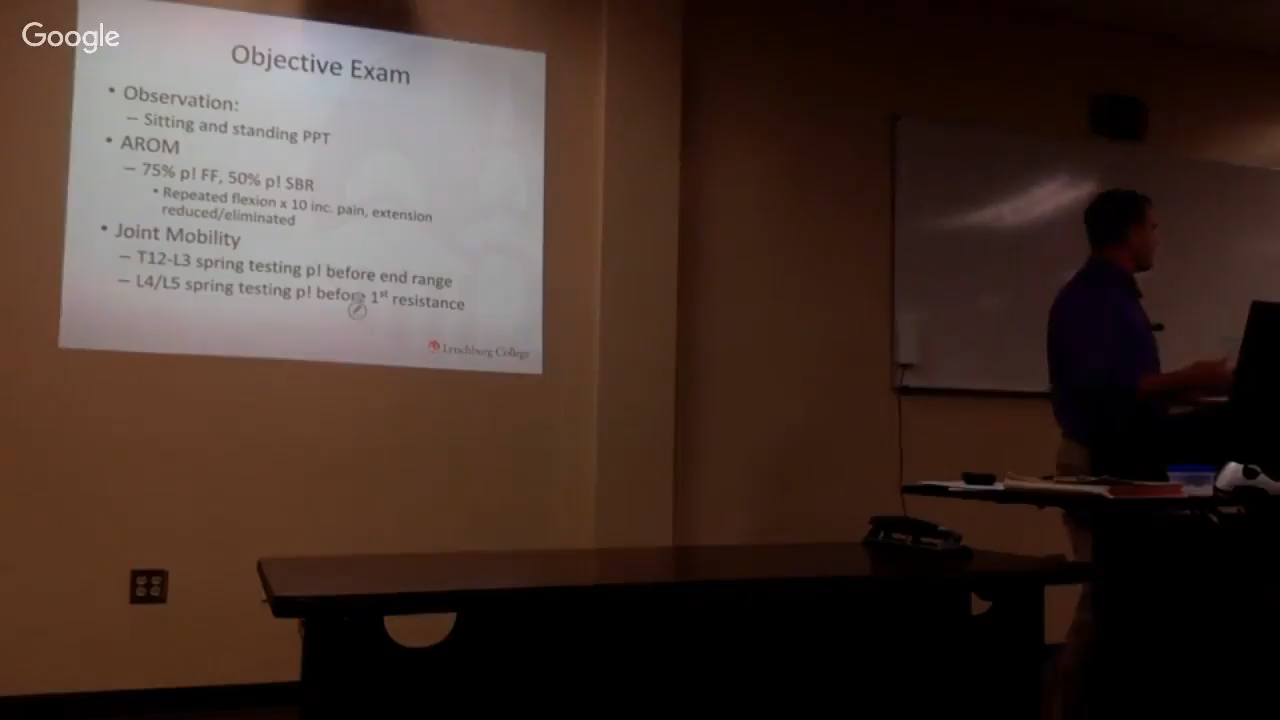 Google
Objective Exam
• Observation:
– Sitting and standing PPT
• AROM
– 75% p! FF, 50% p! SBR
• Repeated flexion x 10 inc. pain, extension
reduced/eliminated
• Joint Mobility
– T12-L3 spring testing p! before end range
– L4/L5 spring testing p! before 1st resistance
Lynchburg College